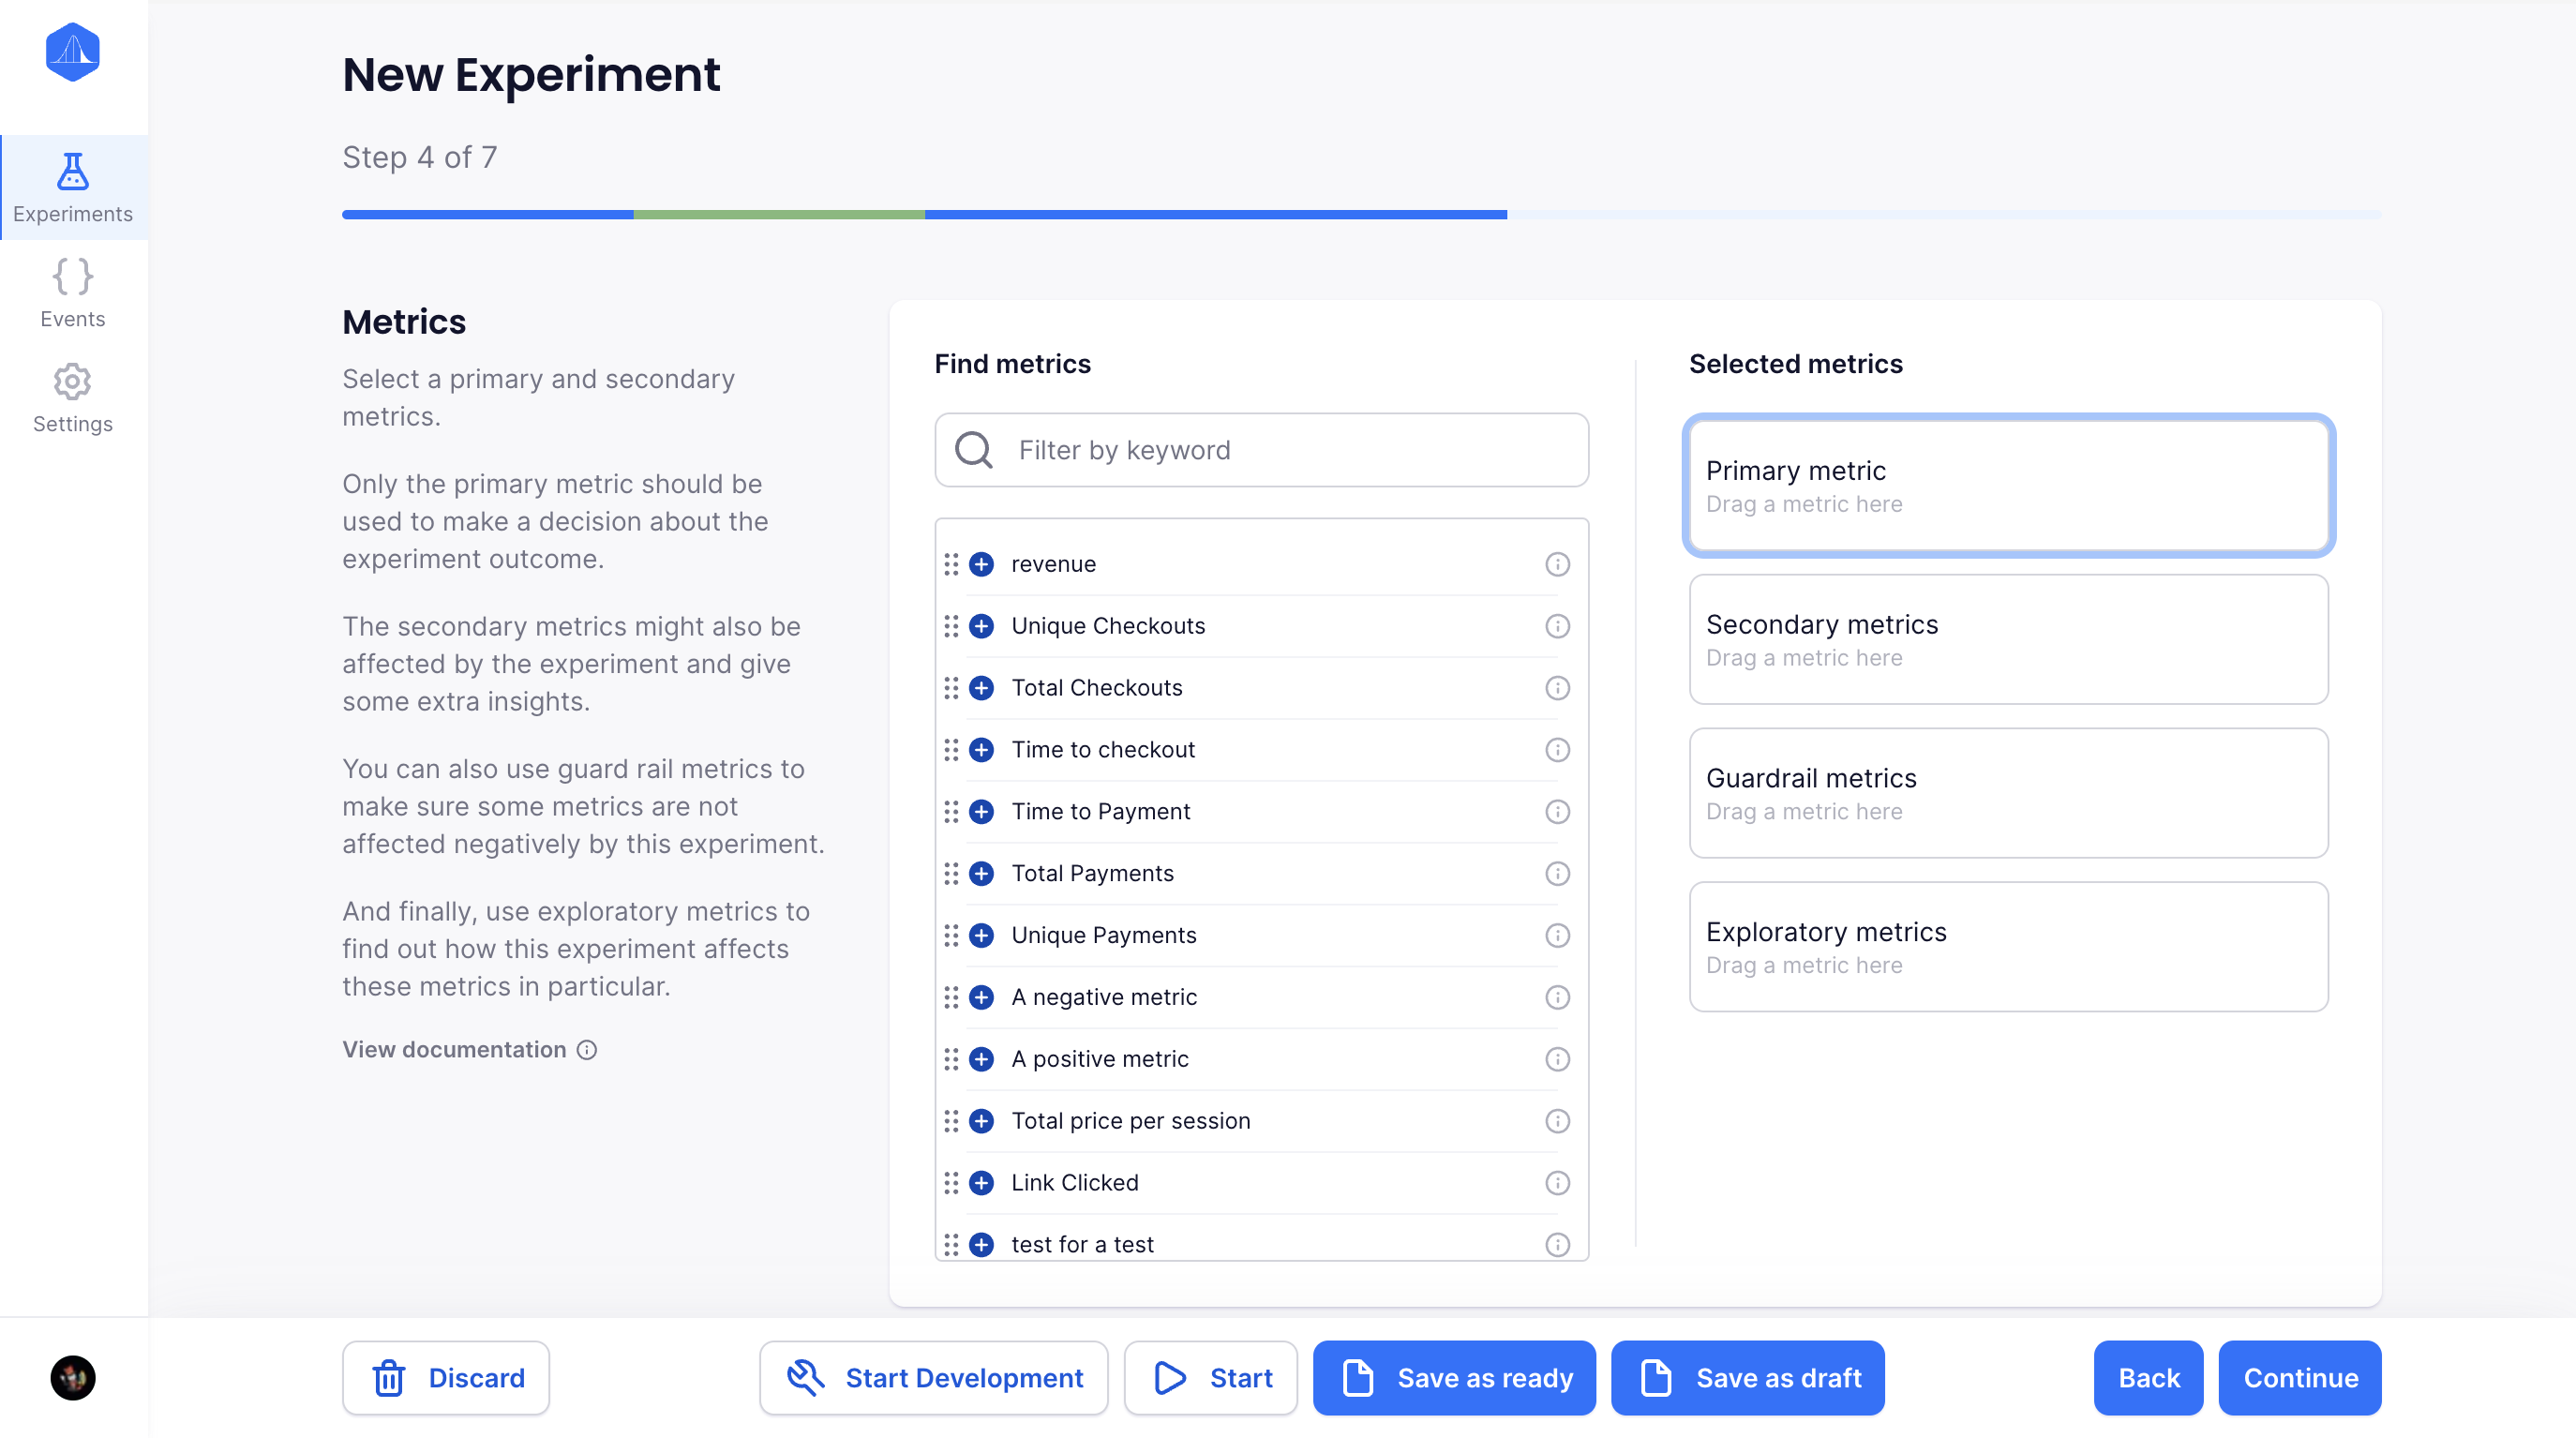 New Experiment
Step 4 of 7
Experiments
Events
Settings
Metrics
Select a primary and secondary
metrics.
Only the primary metric should be
used to make a decision about the
experiment outcome.
The secondary metrics might also be
affected by the experiment and give
some extra insights.
You can also use guard rail metrics to
make sure some metrics are not
affected negatively by this experiment.
And finally, use exploratory metrics to
find out how this experiment affects
these metrics in particular.
View documentation
Find metrics
Filter by keyword
revenue
Unique Checkouts
Total Checkouts
Time to checkout
Time to Payment
Total Payments
Unique Payments
A negative metric
A positive metric
Total price per session
Link Clicked
test for a test
Selected metrics
Primary metric
Drag a metric here
Secondary metrics
Drag a metric here
Guardrail metrics
Drag a metric here
Exploratory metrics
Drag a metric here
Discard
Start Development
Start
Save as ready
Save as draft
Back
Continue